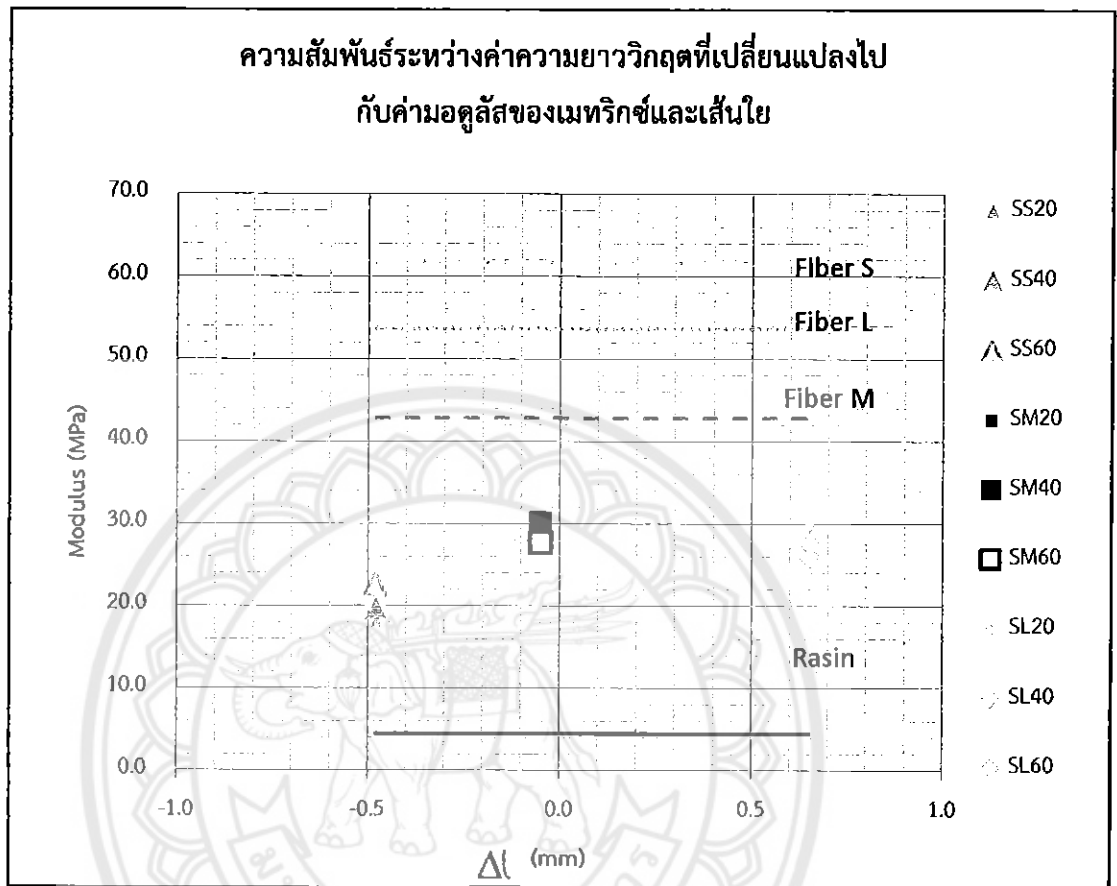 ความสัมพันธ์ระหว่างค่าความยาววิกฤตที่เปลี่ยนแปลงไป
กับค่ามอดูลัสของเมทริกซ์และเส้นใย
70.0
60.0
50.0
40.0
30.0
20.0
10.0
0.0
Modulus (MPa)
Fiber S
Fiber L
Fiber M
Rasin
-1.0
-0.5
0.0
0.5
1.0
Δl (mm)
SS20
SS40
SS60
SM20
SM40
SM60
SL20
SL40
SL60